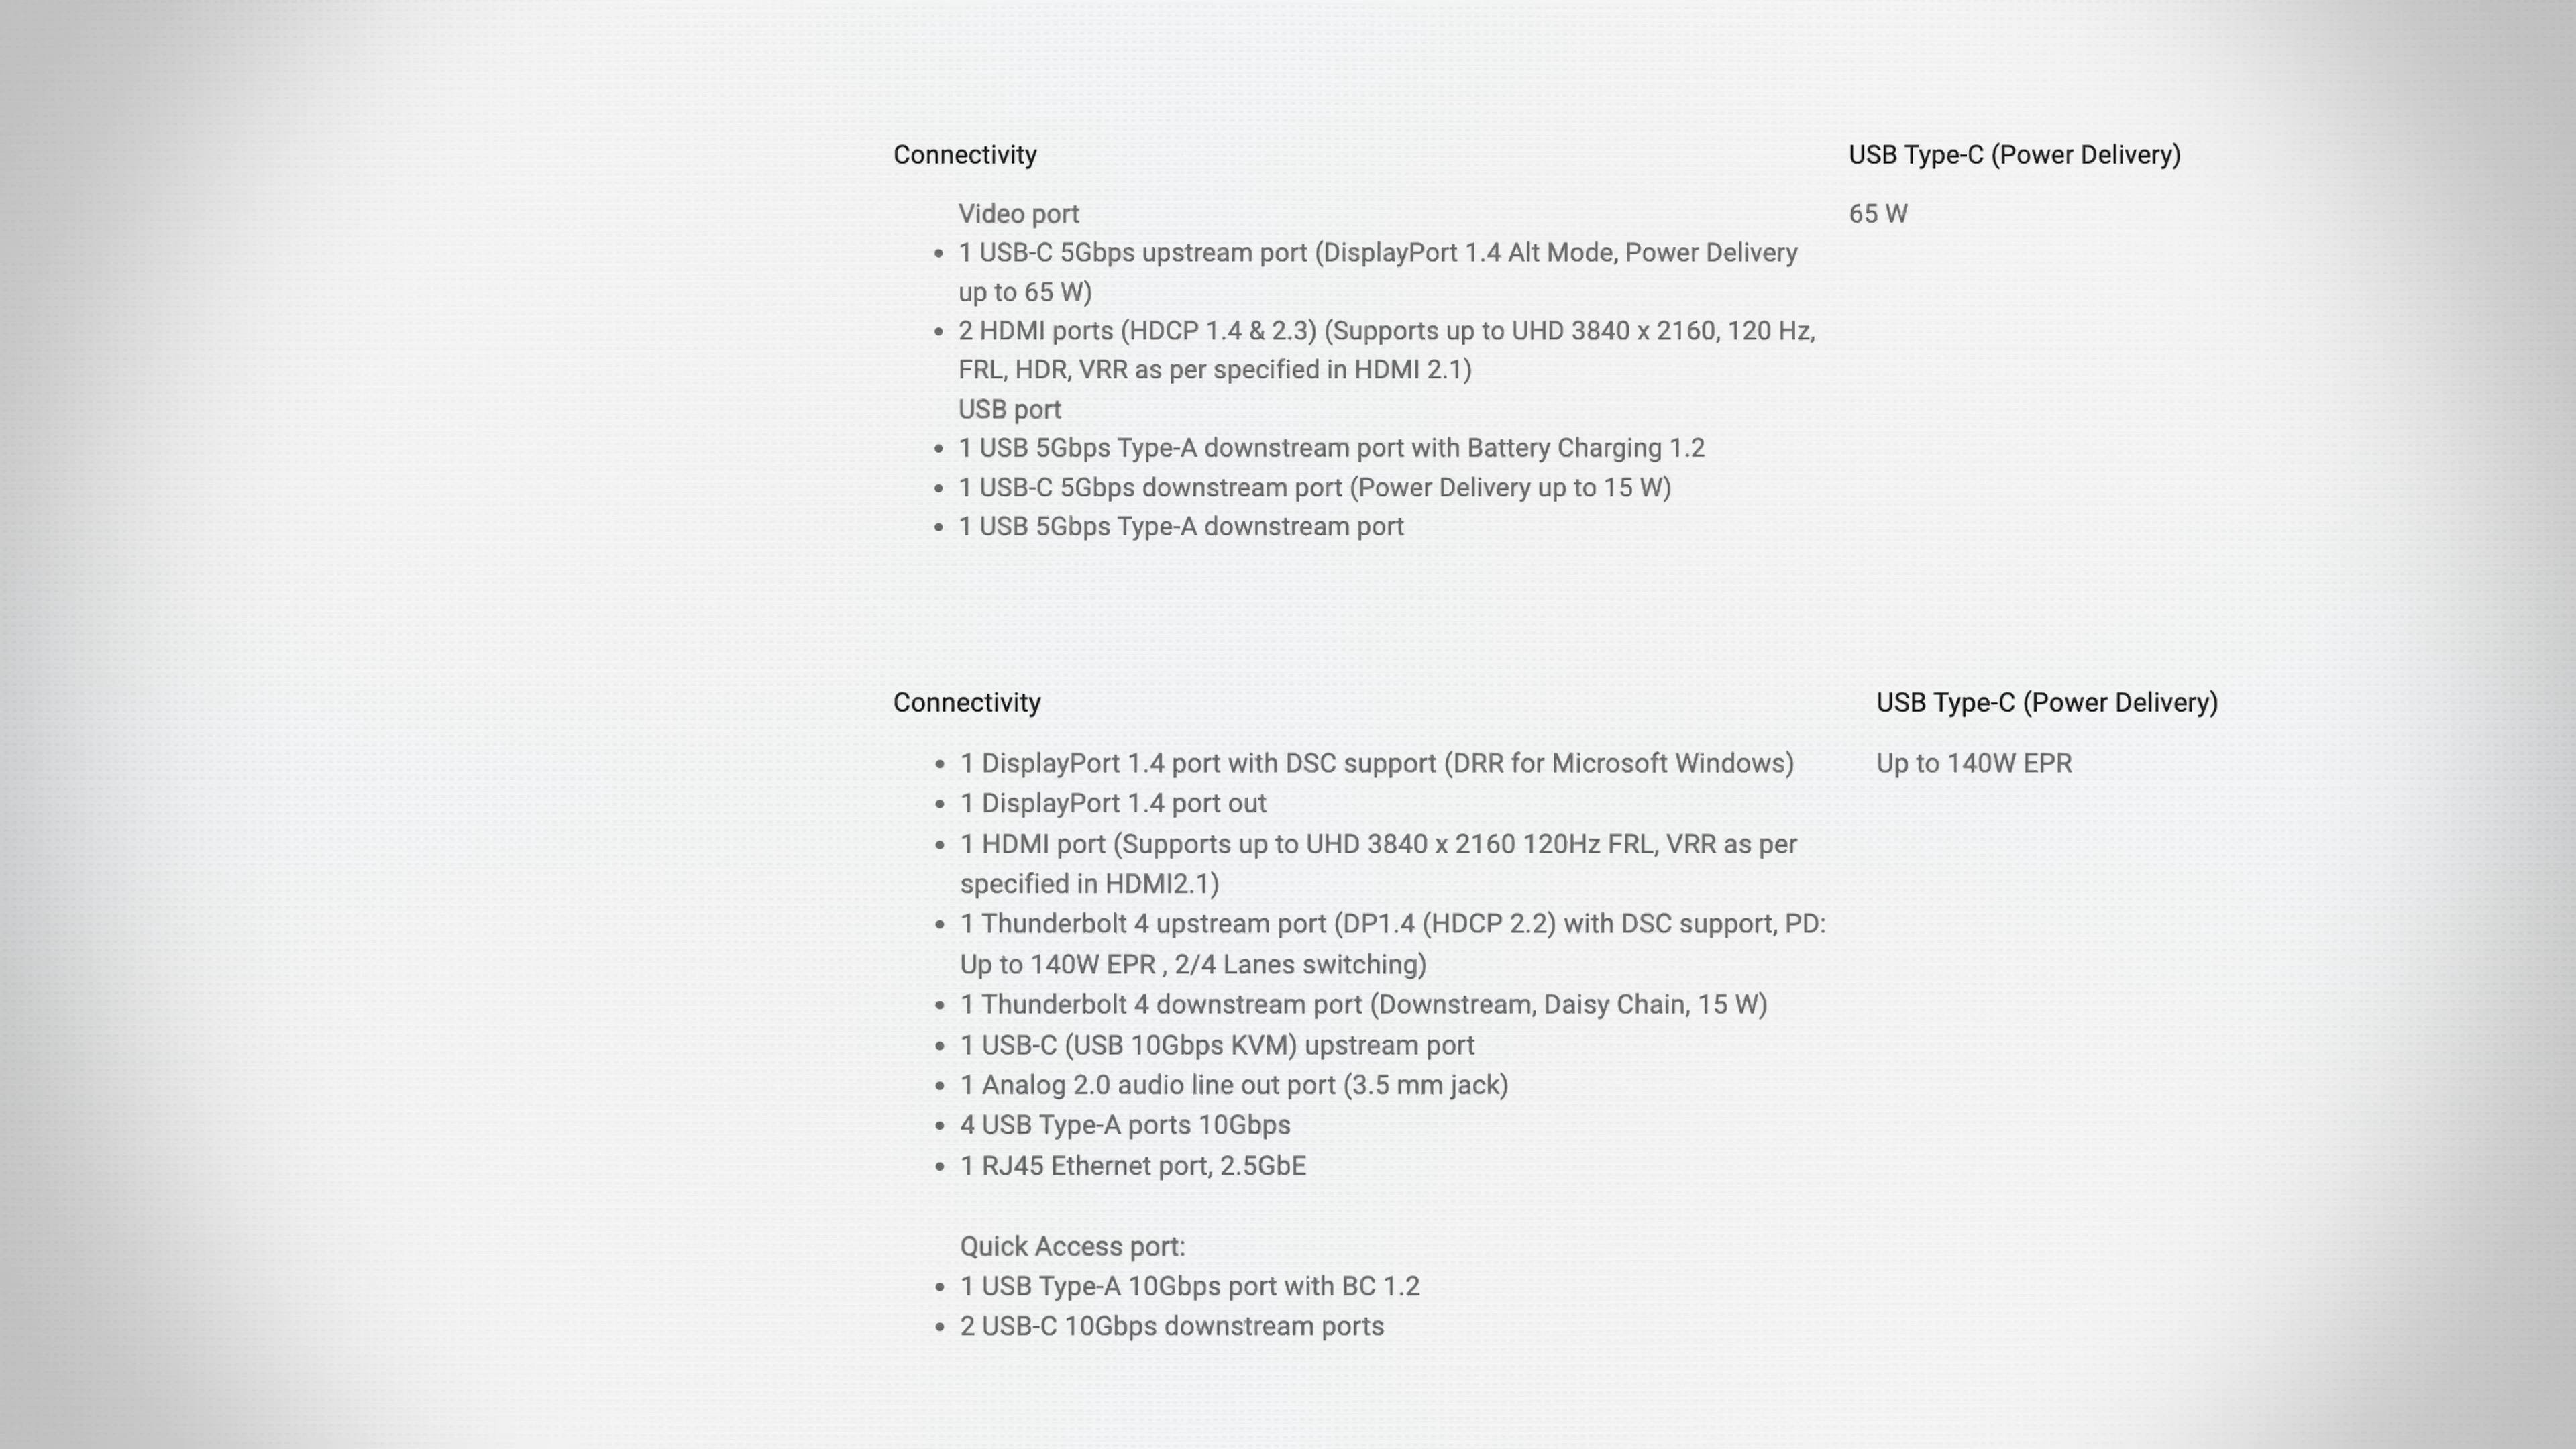 Connectivity
USB Type-C (Power Delivery)
Video port
65 W
• 1 USB-C 5Gbps upstream port (DisplayPort 1.4 Alt Mode, Power Delivery
up to 65 W)
• 2 HDMI ports (HDCP 1.4 & 2.3) (Supports up to UHD 3840 x 2160, 120 Hz,
FRL, HDR, VRR as per specified in HDMI 2.1)
USB port
• 1 USB 5Gbps Type-A downstream port with Battery Charging 1.2
• 1 USB-C 5Gbps downstream port (Power Delivery up to 15 W)
• 1 USB 5Gbps Type-A downstream port
Connectivity
USB Type-C (Power Delivery)
• 1 DisplayPort 1.4 port with DSC support (DRR for Microsoft Windows)
Up to 140W EPR
• 1 DisplayPort 1.4 port out
• 1 HDMI port (Supports up to UHD 3840 x 2160 120Hz FRL, VRR as per
specified in HDMI2.1)
• 1 Thunderbolt 4 upstream port (DP1.4 (HDCP 2.2) with DSC support, PD:
Up to 140W EPR , 2/4 Lanes switching)
• 1 Thunderbolt 4 downstream port (Downstream, Daisy Chain, 15 W)
• 1 USB-C (USB 10Gbps KVM) upstream port
• 1 Analog 2.0 audio line out port (3.5 mm jack)
• 4 USB Type-A ports 10Gbps
• 1 RJ45 Ethernet port, 2.5GbE
Quick Access port:
• 1 USB Type-A 10Gbps port with BC 1.2
• 2 USB-C 10Gbps downstream ports